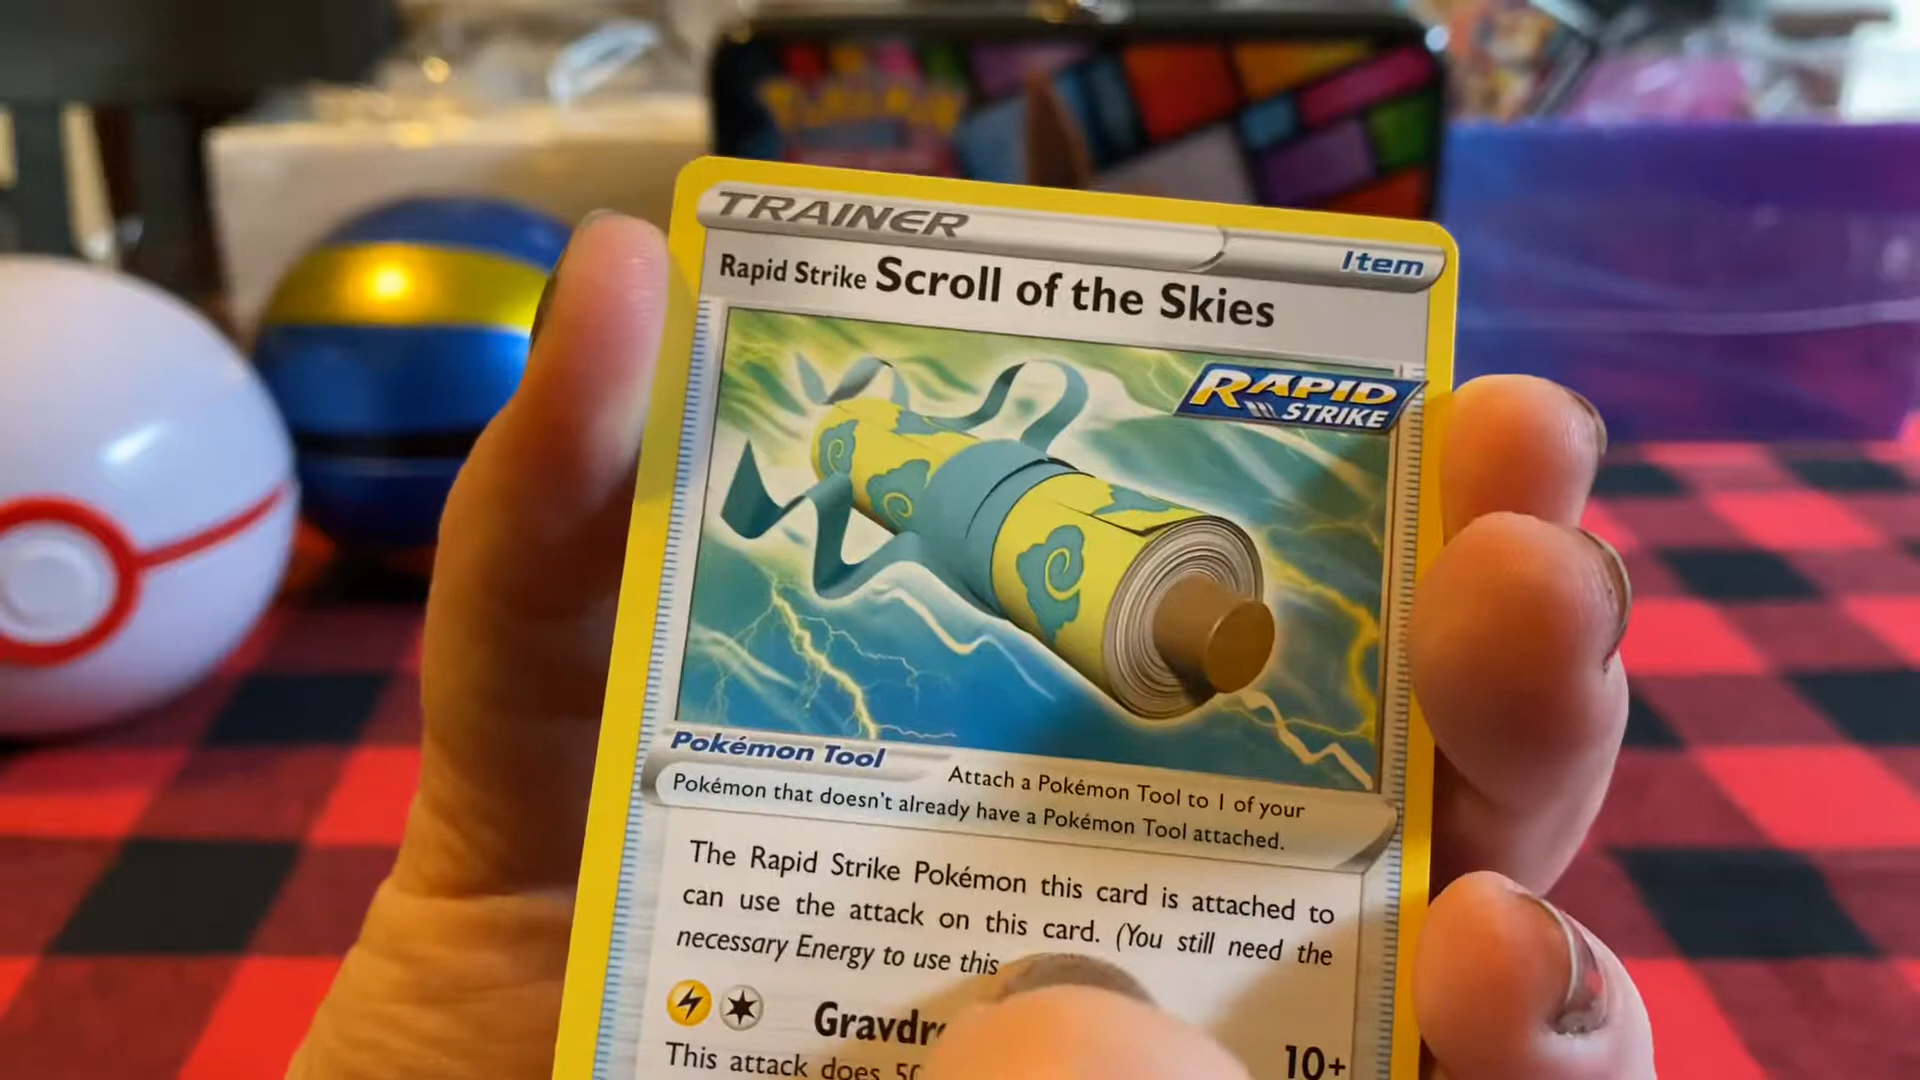 Pokémon
TRAINER
Item
Rapid Strike Scroll of the Skies
RAPID
STRIKE
Pokémon Tool
Attach a Pokémon Tool to 1 of your
Pokémon that doesn't already have a Pokémon Tool attached.
The Rapid Strike Pokémon this card is attached to
can use the attack on this card. (You still need the
necessary Energy to use this
10+
This attack does